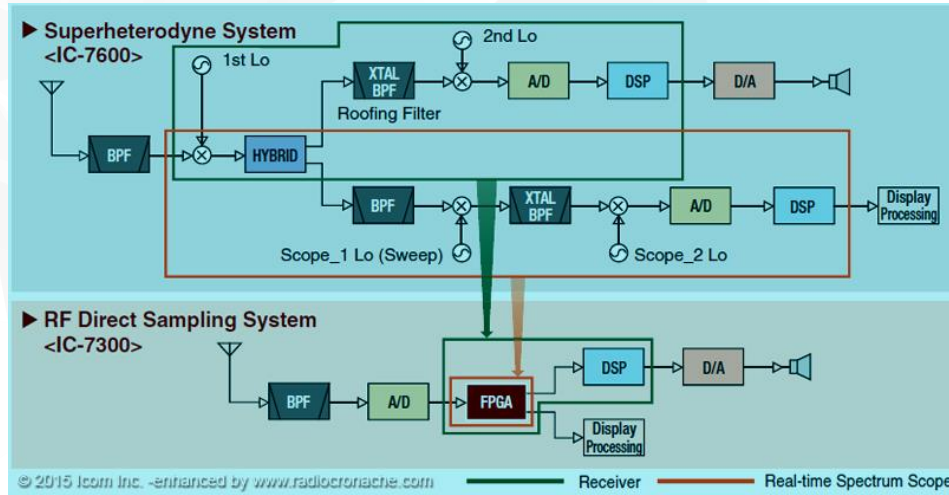 ▶ Superheterodyne System
<IC-7600>
1st Lo
2nd Lo
XTAL
BPF
Roofing Filter
A/D
DSP
D/A
BPF
HYBRID
BPF
XTAL
BPF
A/D
DSP
Display
Processing
Scope_1 Lo (Sweep)
Scope_2 Lo
▶ RF Direct Sampling System
<IC-7300>
BPF
A/D
FPGA
DSP
D/A
Display
Processing
© 2015 Icom Inc. -enhanced by www.radiocronache.com
Receiver
Real-time Spectrum Scope